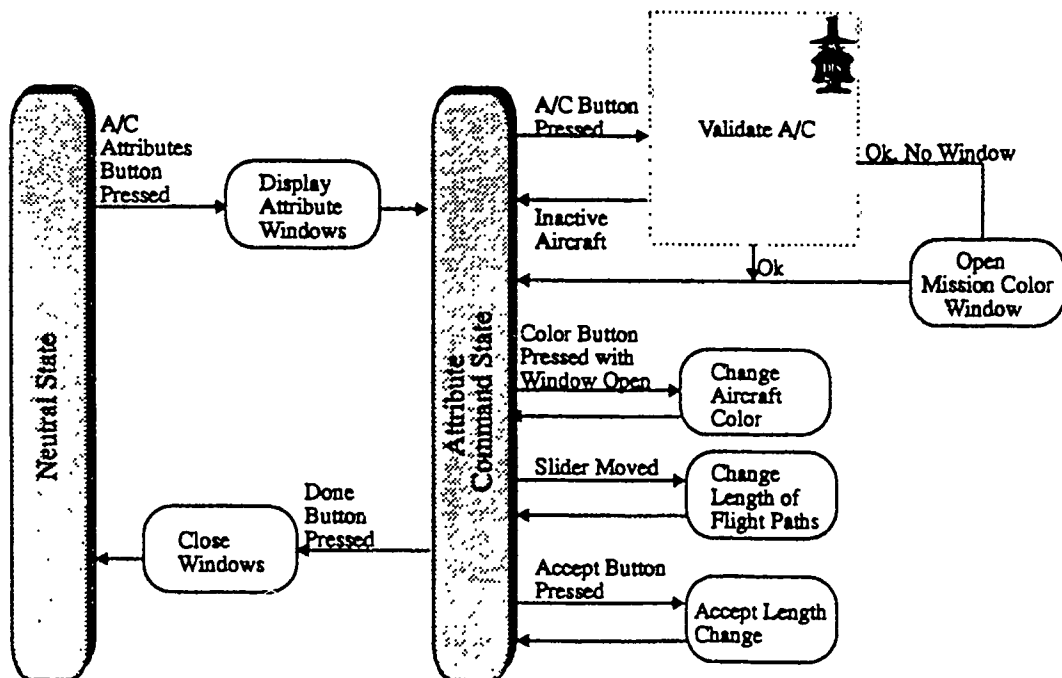 A/C
Attributes
Button
Pressed
Neutral State
Display
Attribute
Windows
Attribute
Command State
A/C Button
Pressed
Validate A/C
Ok, No Window
Inactive
Aircraft
Ok
Open
Mission Color
Window
Color Button
Pressed with
Window Open
Change
Aircraft
Color
Slider Moved
Change
Length of
Flight Paths
Done
Button
Pressed
Close
Windows
Accept Button
Pressed
Accept Length
Change